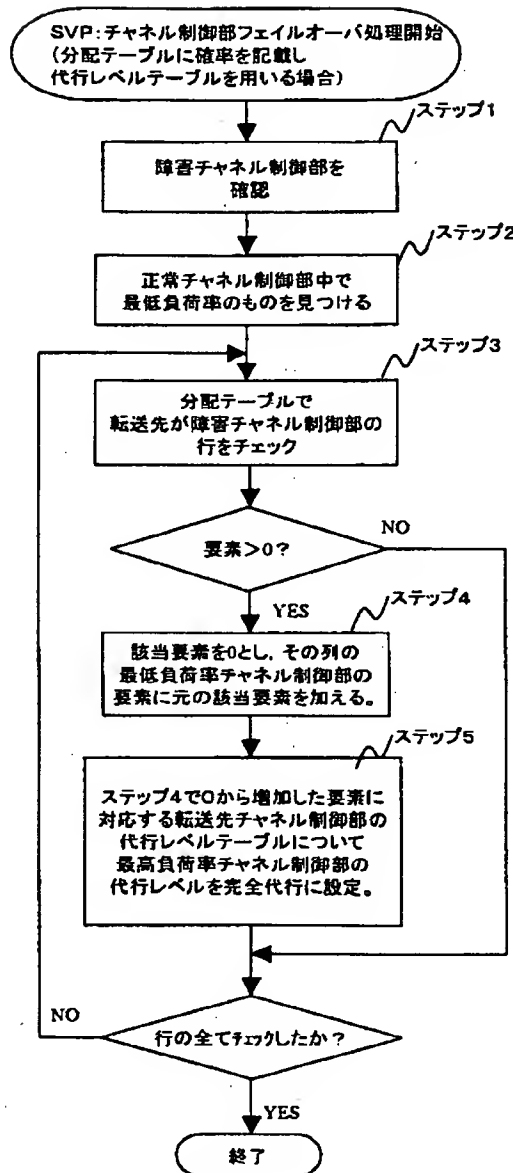 SVP:チャネル制御部フェイルオーバ処理開始
(分配テーブルに確率を記載し
代行レベルテーブルを用いる場合)
ステップ1
障害チャネル制御部を
確認
ステップ2
正常チャネル制御部中で
最低負荷率のものを見つける
ステップ3
分配テーブルで
転送先が障害チャネル制御部の
行をチェック
要素>0?
NO
YES
ステップ4
該当要素を0とし、その列の
最低負荷率チャネル制御部の
要素に元の該当要素を加える。
ステップ5
ステップ4で0から増加した要素に
対応する転送先チャネル制御部の
代行レベルテーブルについて
最高負荷率チャネル制御部の
代行レベルを完全代行に設定。
NO
行の全てチェックしたか?
YES
終了